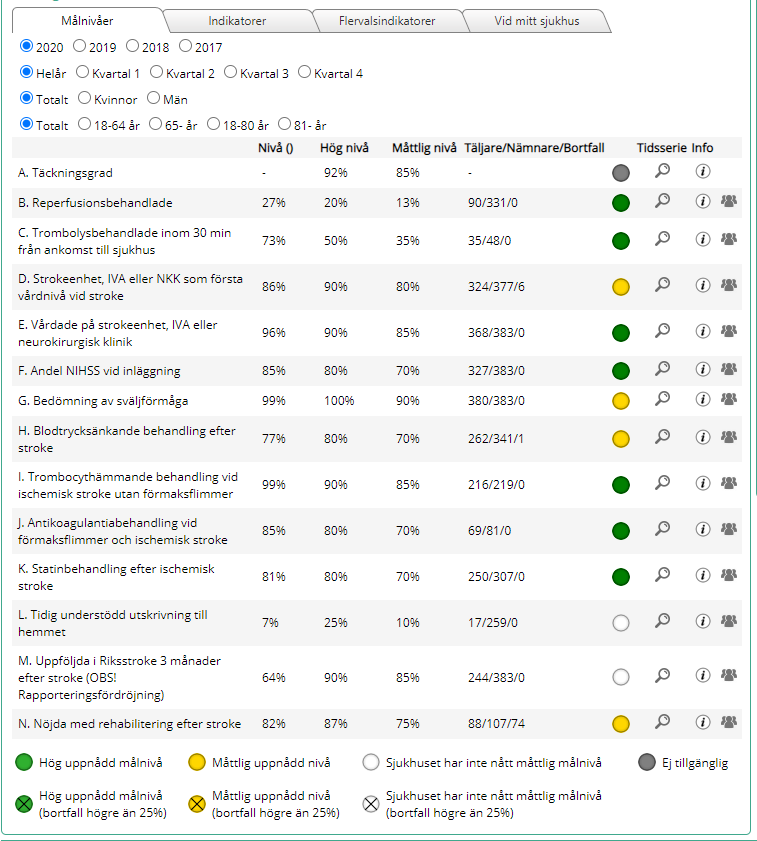 Målnivåer Indikatorer Flervalsindikatorer Vid mitt sjukhus
2020 2019 2018 2017
Helår Kvartal 1 Kvartal 2 Kvartal 3 Kvartal 4
Totalt Kvinnor Män
Totalt 18-64 år 65- år 18-80 år 81- år
Nivå () Hög nivå Måttlig nivå Täljare/Nämnare/Bortfall Tidsserie Info
A. Täckningsgrad - 92% 85% -
B. Reperfusionsbehandlade 27% 20% 13% 90/331/0
C. Trombolysbehandlade inom 30 min
från ankomst till sjukhus 73% 50% 35% 35/48/0
D. Strokeenhet, IVA eller NKK som första
vårdnivå vid stroke 86% 90% 80% 324/377/6
E. Vårdade på strokeenhet, IVA eller
neurokirurgisk klinik 96% 90% 85% 368/383/0
F. Andel NIHSS vid inläggning 85% 80% 70% 327/383/0
G. Bedömning av sväljförmåga 99% 100% 90% 380/383/0
H. Blodtryckssänkande behandling efter
stroke 77% 80% 70% 262/341/1
I. Trombocythämmande behandling vid
ischemisk stroke utan förmaksflimmer 99% 90% 85% 216/219/0
J. Antikoagulantiabehandling vid
förmaksflimmer och ischemisk stroke 85% 80% 70% 69/81/0
K. Statinbehandling efter ischemisk
stroke 81% 80% 70% 250/307/0
L. Tidig understödd utskrivning till
hemmet 7% 25% 10% 17/259/0
M. Uppföljda i Riksstroke 3 månader
efter stroke (OBS! 64% 90% 85% 244/383/0
Rapporteringsfördröjning)
N. Nöjda med rehabilitering efter stroke 82% 87% 75% 88/107/74
Hög uppnådd målnivå Måttlig uppnådd nivå Sjukhuset har inte nått måttlig målnivå Ej tillgänglig
Hög uppnådd målnivå Måttlig uppnådd nivå Sjukhuset har inte nått måttlig målnivå
(bortfall högre än 25%) (bortfall högre än 25%) (bortfall högre än 25%)